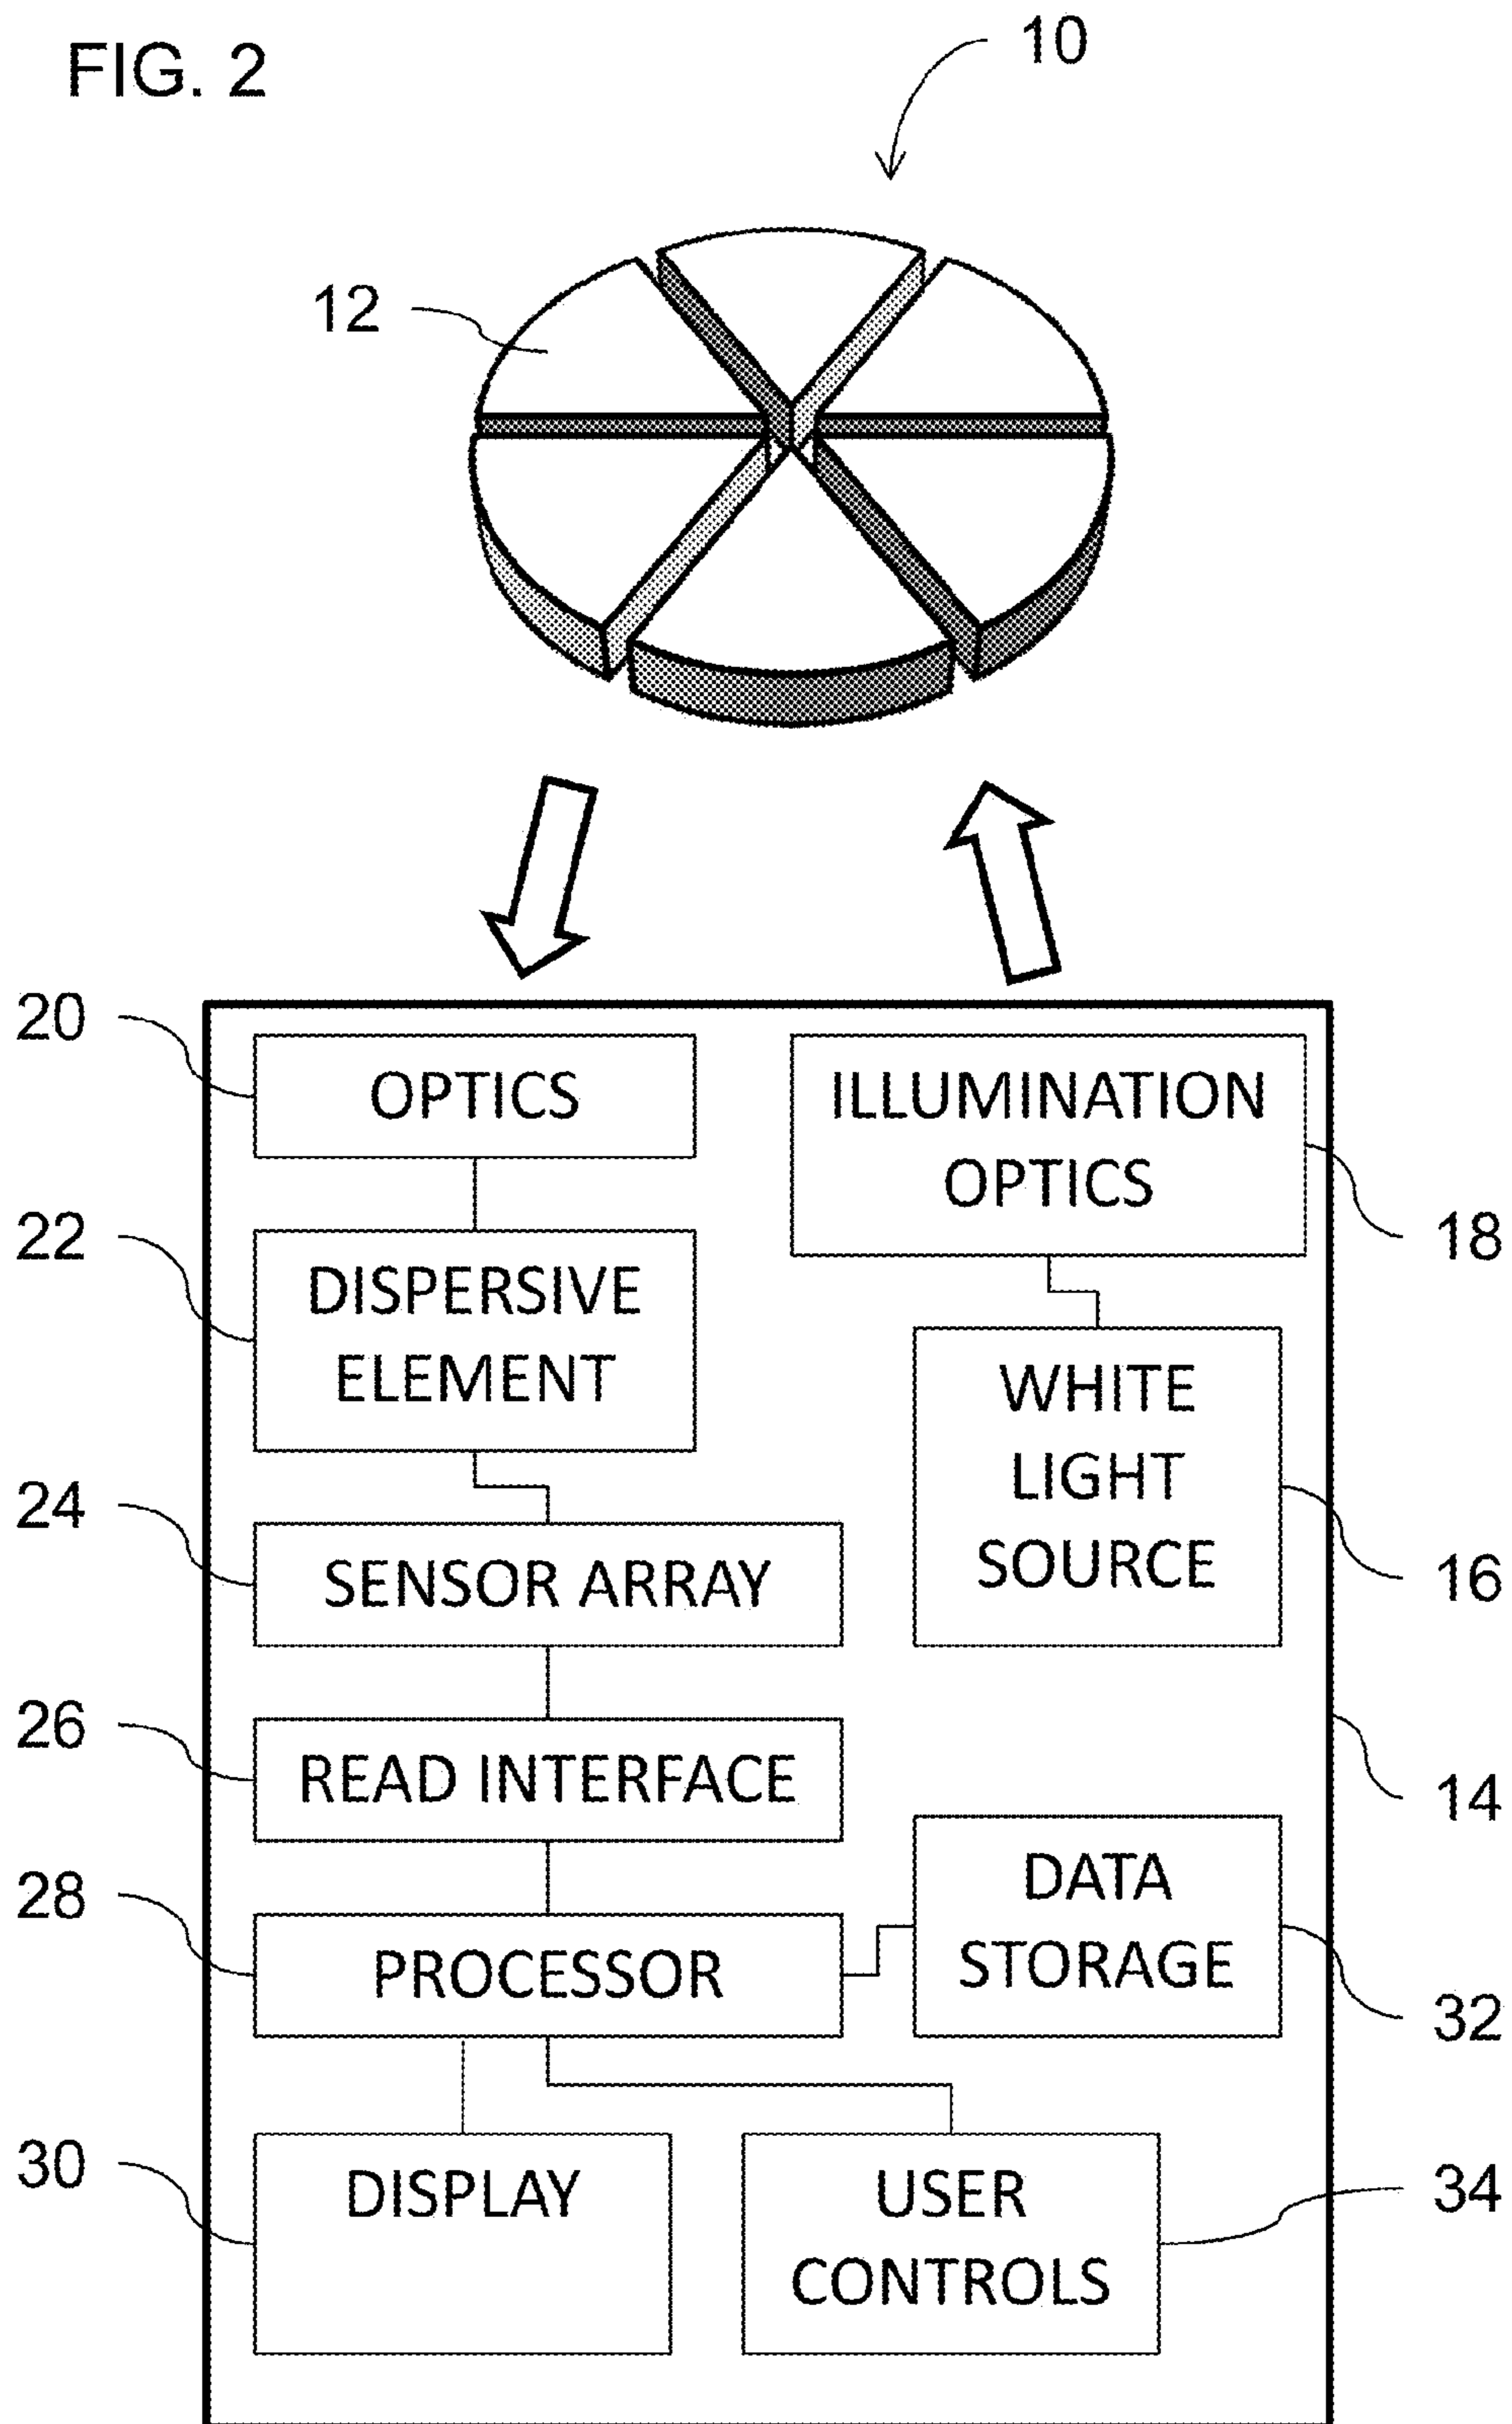 FIG. 2
10
12
20
OPTICS
ILLUMINATION
OPTICS
18
22
DISPERSIVE
ELEMENT
WHITE
LIGHT
SOURCE
16
24
SENSOR ARRAY
26
READ INTERFACE
14
28
PROCESSOR
DATA
STORAGE
32
30
DISPLAY
USER
CONTROLS
34